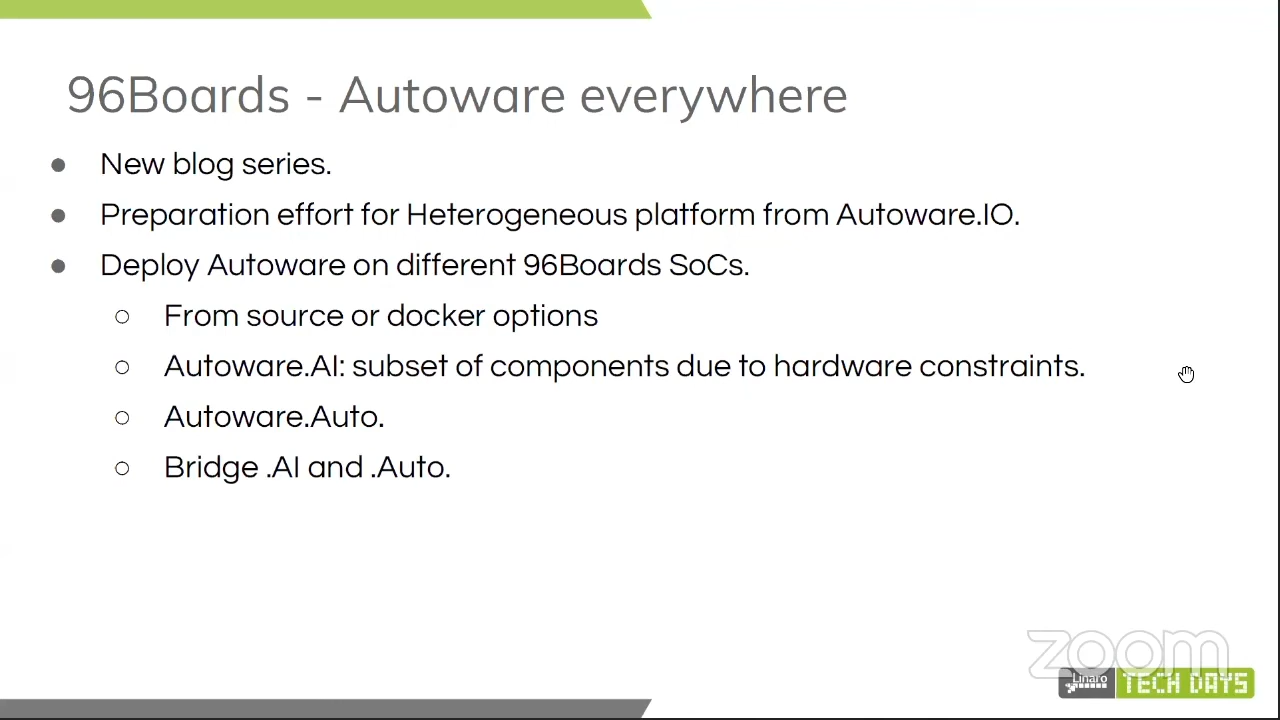 96Boards - Autoware everywhere
● New blog series.
● Preparation effort for Heterogeneous platform from Autoware.IO.
● Deploy Autoware on different 96Boards SoCs.
○ From source or docker options
○ Autoware.AI: subset of components due to hardware constraints.
○ Autoware.Auto.
○ Bridge .AI and .Auto.
zoom
Linaro TECH DAYS